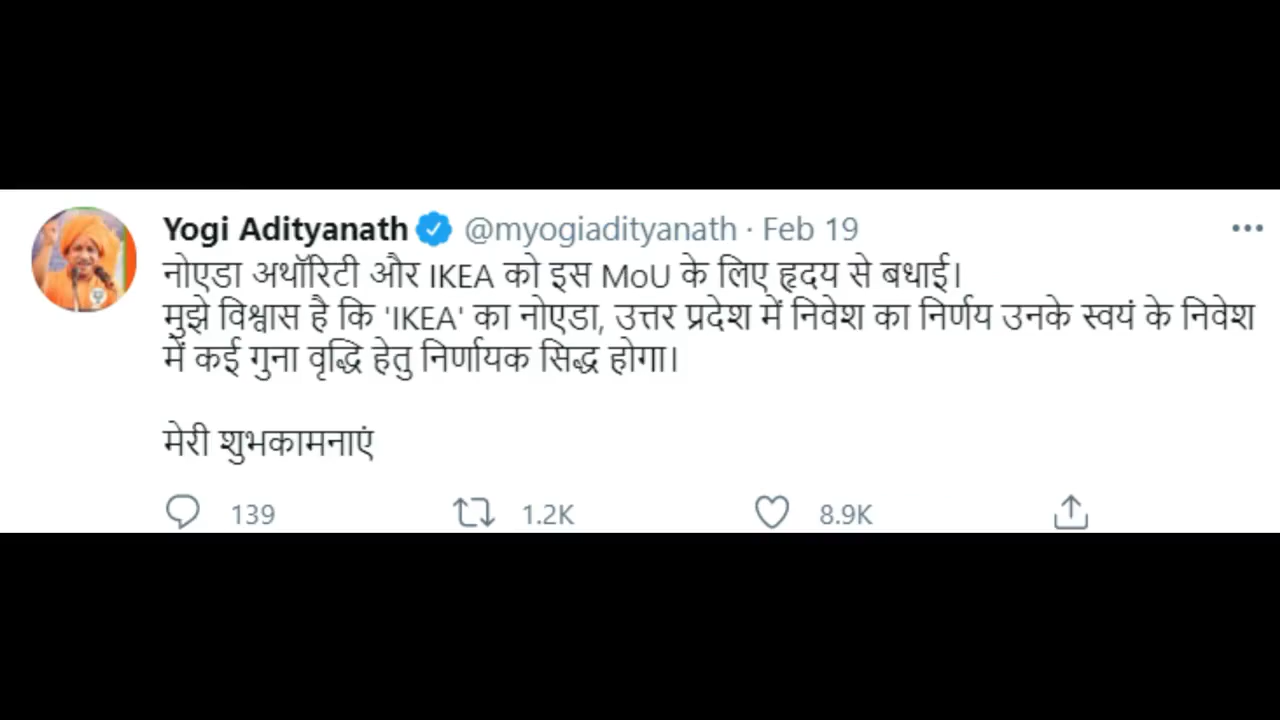 Yogi Adityanath @myogiadityanath · Feb 19
नोएडा अथॉरिटी और IKEA को इस MoU के लिए हृदय से बधाई।
मुझे विश्वास है कि 'IKEA' का नोएडा, उत्तर प्रदेश में निवेश का निर्णय उनके स्वयं के निवेश
में कई गुना वृद्धि हेतु निर्णायक सिद्ध होगा।
मेरी शुभकामनाएं
139 1.2K 8.9K